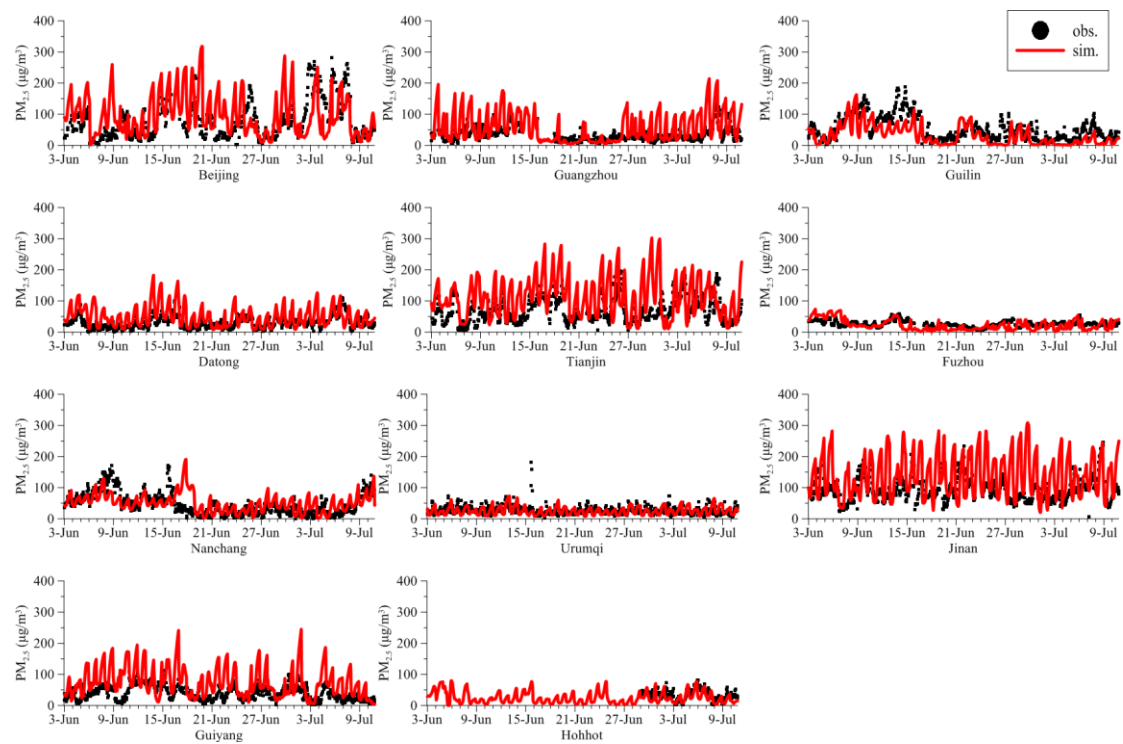 obs.
sim.
PM2.5 (μg/m3)
400
300
200
100
0
3-Jun 9-Jun 15-Jun 21-Jun 27-Jun 3-Jul 9-Jul
Beijing
PM2.5 (μg/m3)
400
300
200
100
0
3-Jun 9-Jun 15-Jun 21-Jun 27-Jun 3-Jul 9-Jul
Guangzhou
PM2.5 (μg/m3)
400
300
200
100
0
3-Jun 9-Jun 15-Jun 21-Jun 27-Jun 3-Jul 9-Jul
Guilin
PM2.5 (μg/m3)
400
300
200
100
0
3-Jun 9-Jun 15-Jun 21-Jun 27-Jun 3-Jul 9-Jul
Datong
PM2.5 (μg/m3)
400
300
200
100
0
3-Jun 9-Jun 15-Jun 21-Jun 27-Jun 3-Jul 9-Jul
Tianjin
PM2.5 (μg/m3)
400
300
200
100
0
3-Jun 9-Jun 15-Jun 21-Jun 27-Jun 3-Jul 9-Jul
Fuzhou
PM2.5 (μg/m3)
400
300
200
100
0
3-Jun 9-Jun 15-Jun 21-Jun 27-Jun 3-Jul 9-Jul
Nanchang
PM2.5 (μg/m3)
400
300
200
100
0
3-Jun 9-Jun 15-Jun 21-Jun 27-Jun 3-Jul 9-Jul
Urumqi
PM2.5 (μg/m3)
400
300
200
100
0
3-Jun 9-Jun 15-Jun 21-Jun 27-Jun 3-Jul 9-Jul
Jinan
PM2.5 (μg/m3)
400
300
200
100
0
3-Jun 9-Jun 15-Jun 21-Jun 27-Jun 3-Jul 9-Jul
Guiyang
PM2.5 (μg/m3)
400
300
200
100
0
3-Jun 9-Jun 15-Jun 21-Jun 27-Jun 3-Jul 9-Jul
Hohhot